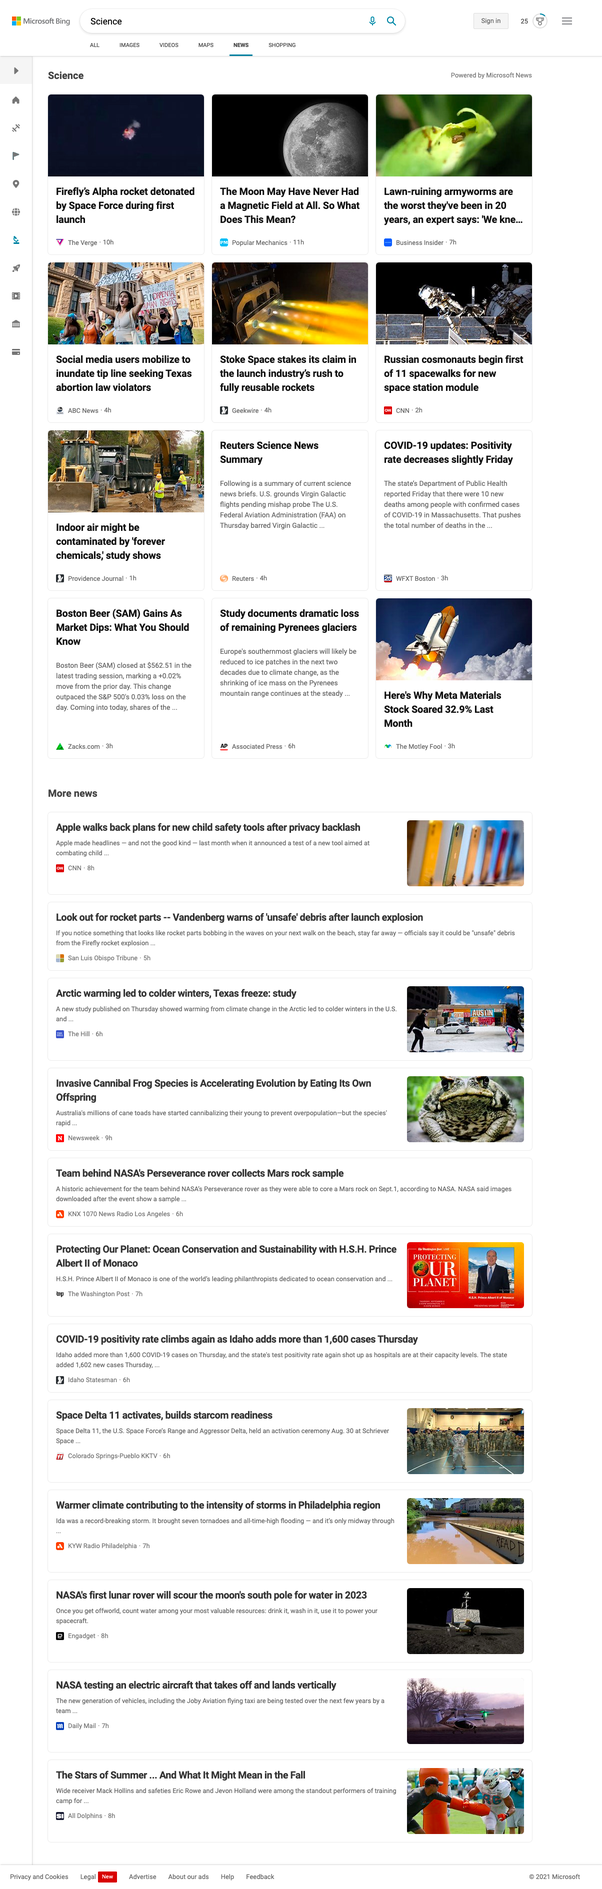 Microsoft Bing
Science
Sign in
25
ALL IMAGES VIDEOS MAPS NEWS SHOPPING
Science
Powered by Microsoft News
Firefly's Alpha rocket detonated
by Space Force during first
launch
The Verge · 10h
The Moon May Have Never Had
a Magnetic Field at All. So What
Does This Mean?
Popular Mechanics · 11h
Lawn-ruining armyworms are
the worst they've been in 20
years, an expert says: 'We kne...
Business Insider · 7h
Social media users mobilize to
inundate tip line seeking Texas
abortion law violators
ABC News · 4h
Stoke Space stakes its claim in
the launch industry's rush to
fully reusable rockets
Geekwire · 4h
Russian cosmonauts begin first
of 11 spacewalks for new
space station module
CNN · 2h
Indoor air might be
contaminated by 'forever
chemicals,' study shows
Providence Journal · 1h
Reuters Science News
Summary
Following is a summary of current science
news briefs. U.S. grounds Virgin Galactic
flights pending mishap probe The U.S.
Federal Aviation Administration (FAA) on
Thursday barred Virgin Galactic ...
Reuters · 4h
COVID-19 updates: Positivity
rate decreases slightly Friday
The state's Department of Public Health
reported Friday that there were 10 new
deaths among people with confirmed cases
of COVID-19 in Massachusetts. That pushes
the total number of deaths in the ...
WFXT Boston · 3h
Boston Beer (SAM) Gains As
Market Dips: What You Should
Know
Boston Beer (SAM) closed at $562.51 in the
latest trading session, marking a +0.02%
move from the prior day. This change
outpaced the S&P 500's 0.03% loss on the
day. Coming into today, shares of the ...
Zacks.com · 3h
Study documents dramatic loss
of remaining Pyrenees glaciers
Europe's southernmost glaciers will likely be
reduced to ice patches in the next two
decades due to climate change, as the
shrinking of ice mass on the Pyrenees
mountain range continues at the steady ...
AP
Associated Press · 6h
Here's Why Meta Materials
Stock Soared 32.9% Last
Month
The Motley Fool · 3h
More news
Apple walks back plans for new child safety tools after privacy backlash
Apple made headlines — and not the good kind — last month when it announced a test of a new tool aimed at
combating child ...
CNN · 8h
Look out for rocket parts -- Vandenberg warns of 'unsafe' debris after launch explosion
If you notice something that looks like rocket parts bobbing in the waves on your next walk on the beach, stay far away — officials say it could be "unsafe" debris
from the Firefly rocket explosion ...
San Luis Obispo Tribune · 5h
Arctic warming led to colder winters, Texas freeze: study
A new study published on Thursday showed warming from climate change in the Arctic led to colder winters in the U.S.
and ...
The Hill · 6h
AUSTIN
Invasive Cannibal Frog Species is Accelerating Evolution by Eating Its Own
Offspring
Australia's millions of cane toads have started cannibalizing their young to prevent overpopulation—but the species'
rapid ...
N
Newsweek · 9h
Team behind NASA's Perseverance rover collects Mars rock sample
A historic achievement for the team behind NASA's Perseverance rover as they were able to core a Mars rock on Sept.1, according to NASA. NASA said images
downloaded after the event show a sample ...
KNX 1070 News Radio Los Angeles · 6h
Protecting Our Planet: Ocean Conservation and Sustainability with H.S.H. Prince
Albert II of Monaco
H.S.H. Prince Albert II of Monaco is one of the world's leading philanthropists dedicated to ocean conservation and ...
wp
The Washington Post · 7h
PROTECTING
OUR
PLANET
COVID-19 positivity rate climbs again as Idaho adds more than 1,600 cases Thursday
Idaho added more than 1,600 COVID-19 cases on Thursday, and the state's test positivity rate again shot up as hospitals are at their capacity levels. The state
added 1,602 new cases Thursday, ...
Idaho Statesman · 6h
Space Delta 11 activates, builds starcom readiness
Space Delta 11, the U.S. Space Force's Range and Aggressor Delta, held an activation ceremony Aug. 30 at Schriever
Space ...
Colorado Springs-Pueblo KKTV · 6h
Warmer climate contributing to the intensity of storms in Philadelphia region
Ida was a record-breaking storm. It brought seven tornadoes and all-time-high flooding — and it's only midway through
...
KYW Radio Philadelphia · 7h
NASA's first lunar rover will scour the moon's south pole for water in 2023
Once you get offworld, count water among your most valuable resources: drink it, wash in it, use it to power your
spacecraft.
Engadget · 8h
NASA testing an electric aircraft that takes off and lands vertically
The new generation of vehicles, including the Joby Aviation flying taxi are being tested over the next few years by a
team ...
Daily Mail · 7h
The Stars of Summer ... And What It Might Mean in the Fall
Wide receiver Mack Hollins and safeties Eric Rowe and Jevon Holland were among the standout performers of training
camp for ...
SI
All Dolphins · 8h
Privacy and Cookies Legal New Advertise About our ads Help Feedback
© 2021 Microsoft